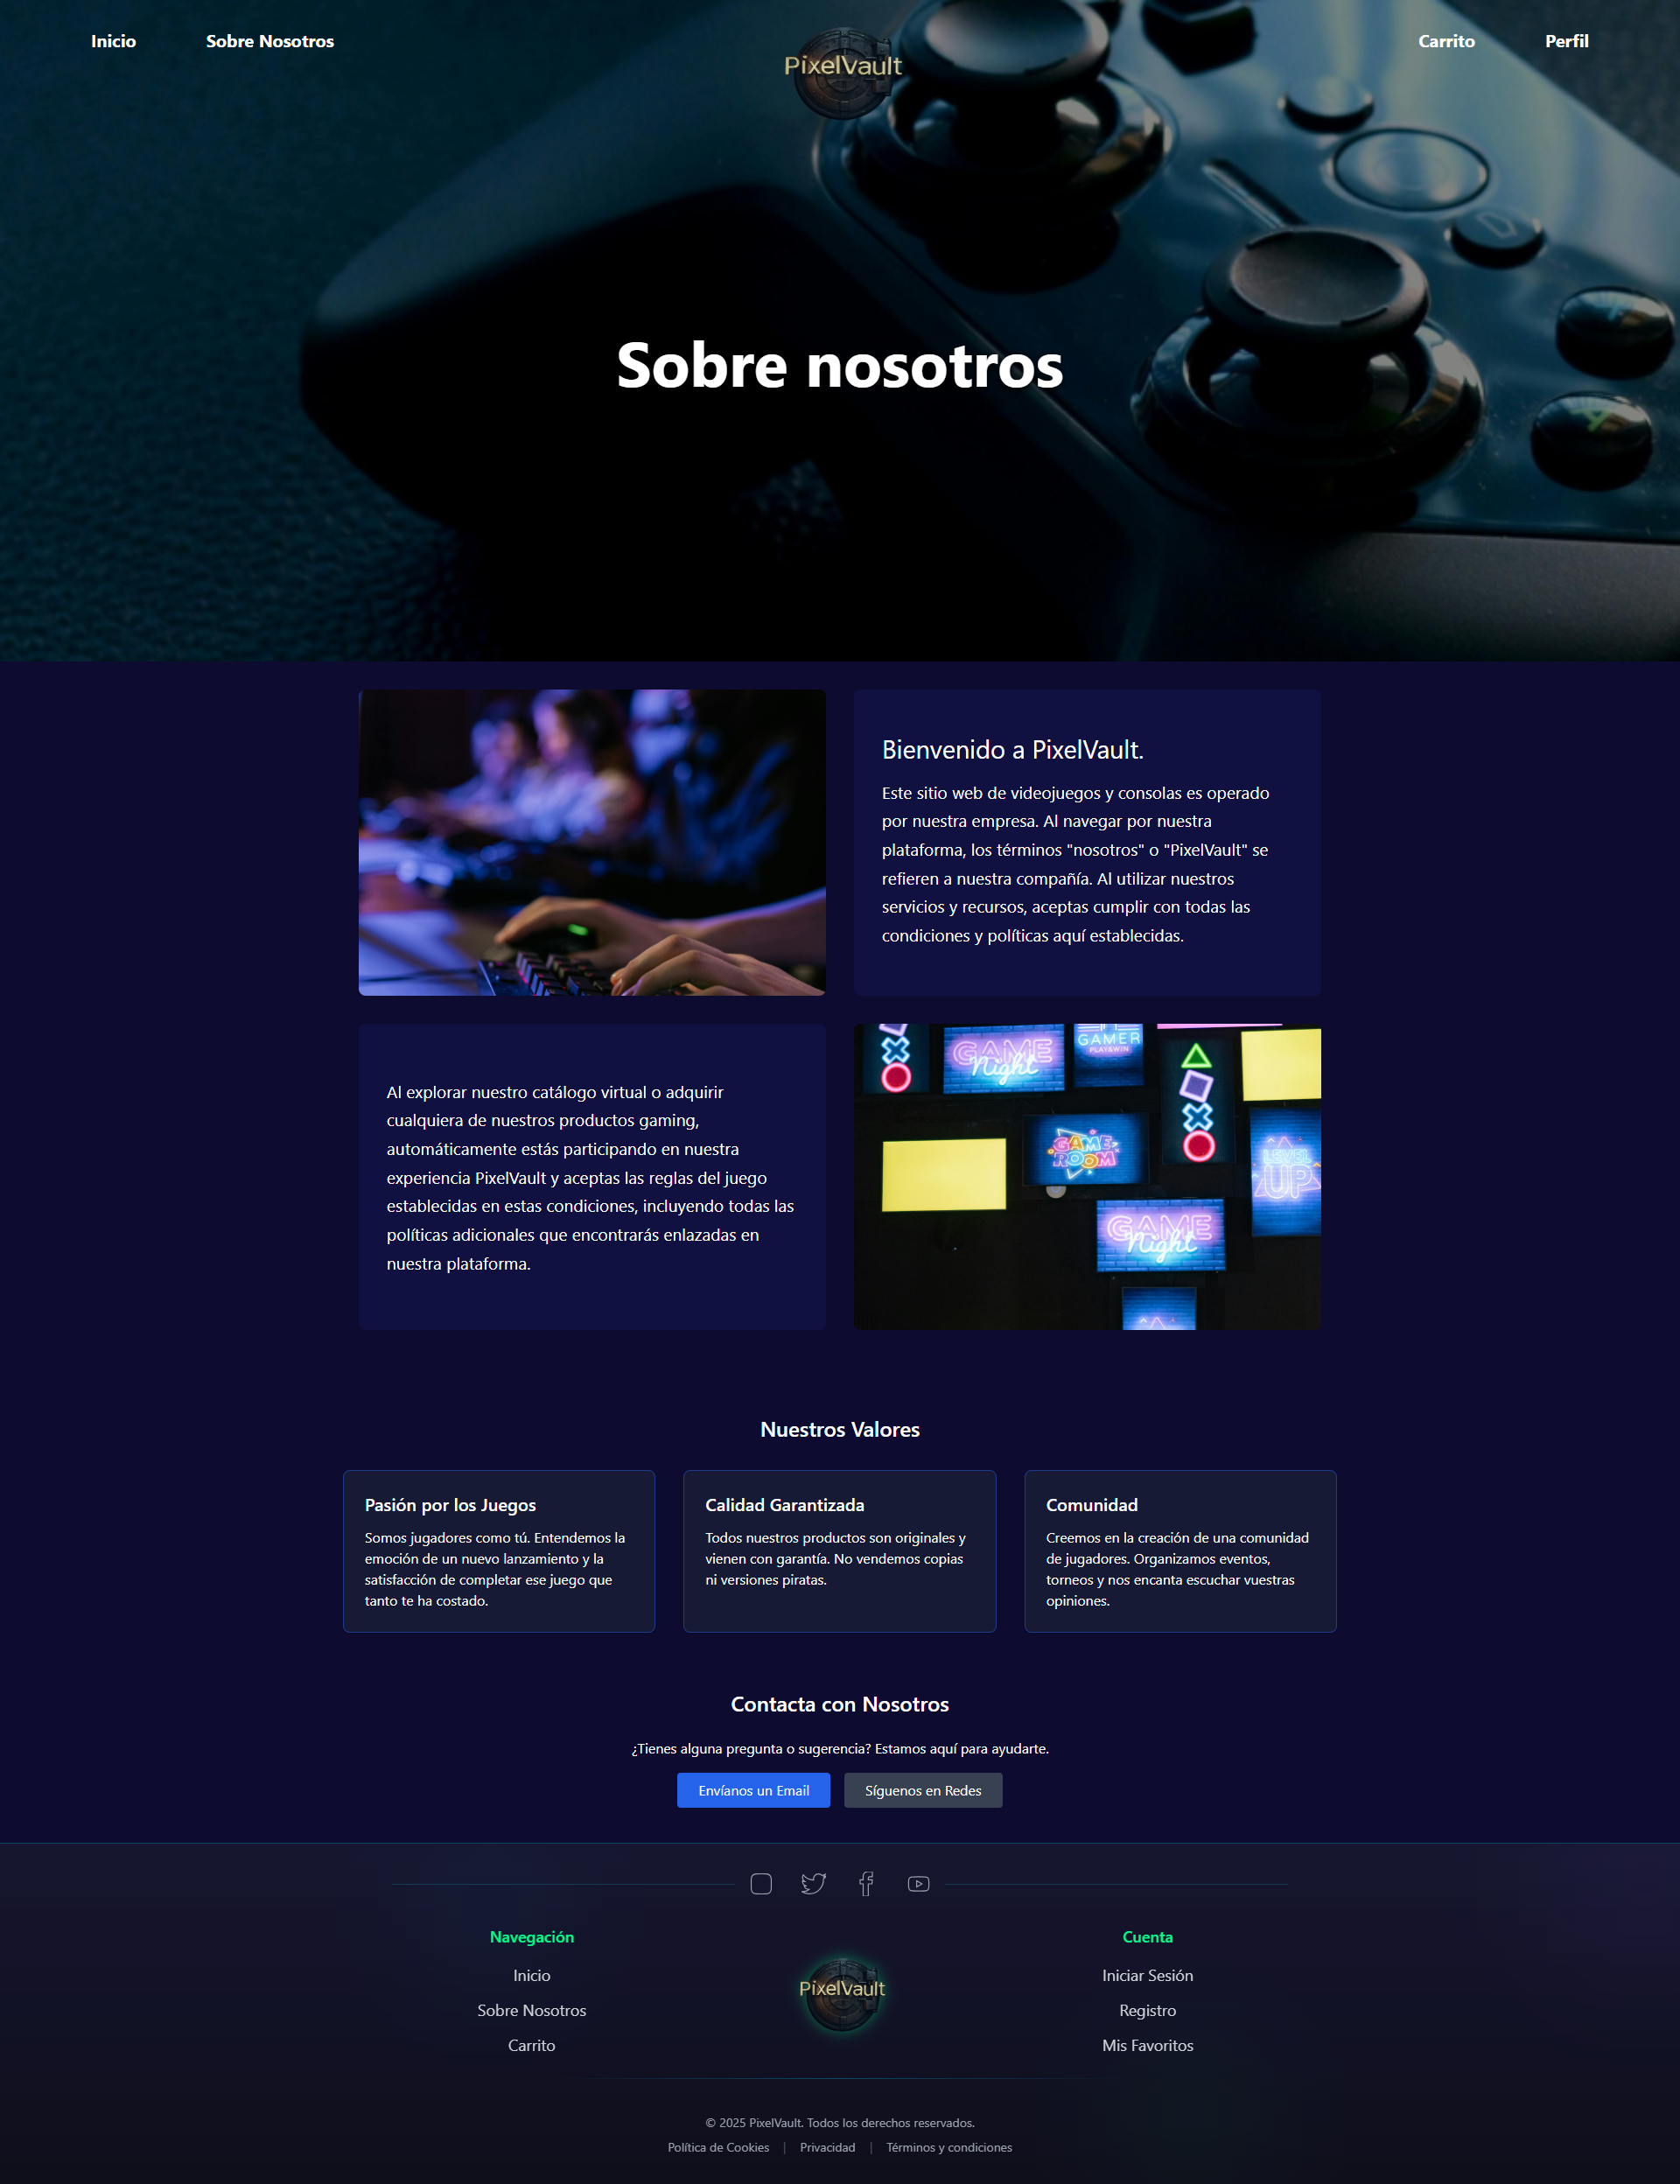 Inicio
Sobre Nosotros
PixelVault
Carrito
Perfil
D
Y
A
Sobre nosotros
Bienvenido a PixelVault.
Este sitio web de videojuegos y consolas es operado
por nuestra empresa. Al navegar por nuestra
plataforma, los términos "nosotros" o "PixelVault" se
refieren a nuestra compañía. Al utilizar nuestros
servicios y recursos, aceptas cumplir con todas las
condiciones y políticas aquí establecidas.
Al explorar nuestro catálogo virtual o adquirir
cualquiera de nuestros productos gaming,
automáticamente estás participando en nuestra
experiencia PixelVault y aceptas las reglas del juego
establecidas en estas condiciones, incluyendo todas las
políticas adicionales que encontrarás enlazadas en
nuestra plataforma.
GAME
Night
GAMER
PLAY&WIN
GAME
ROOM
LEVEL
UP
GAME
Night
Nuestros Valores
Pasión por los Juegos
Somos jugadores como tú. Entendemos la
emoción de un nuevo lanzamiento y la
satisfacción de completar ese juego que
tanto te ha costado.
Calidad Garantizada
Todos nuestros productos son originales y
vienen con garantía. No vendemos copias
ni versiones piratas.
Comunidad
Creemos en la creación de una comunidad
de jugadores. Organizamos eventos,
torneos y nos encanta escuchar vuestras
opiniones.
Contacta con Nosotros
¿Tienes alguna pregunta o sugerencia? Estamos aquí para ayudarte.
Envíanos un Email
Síguenos en Redes
Navegación
Inicio
Sobre Nosotros
Carrito
PixelVault
Cuenta
Iniciar Sesión
Registro
Mis Favoritos
© 2025 PixelVault. Todos los derechos reservados.
Política de Cookies | Privacidad | Términos y condiciones